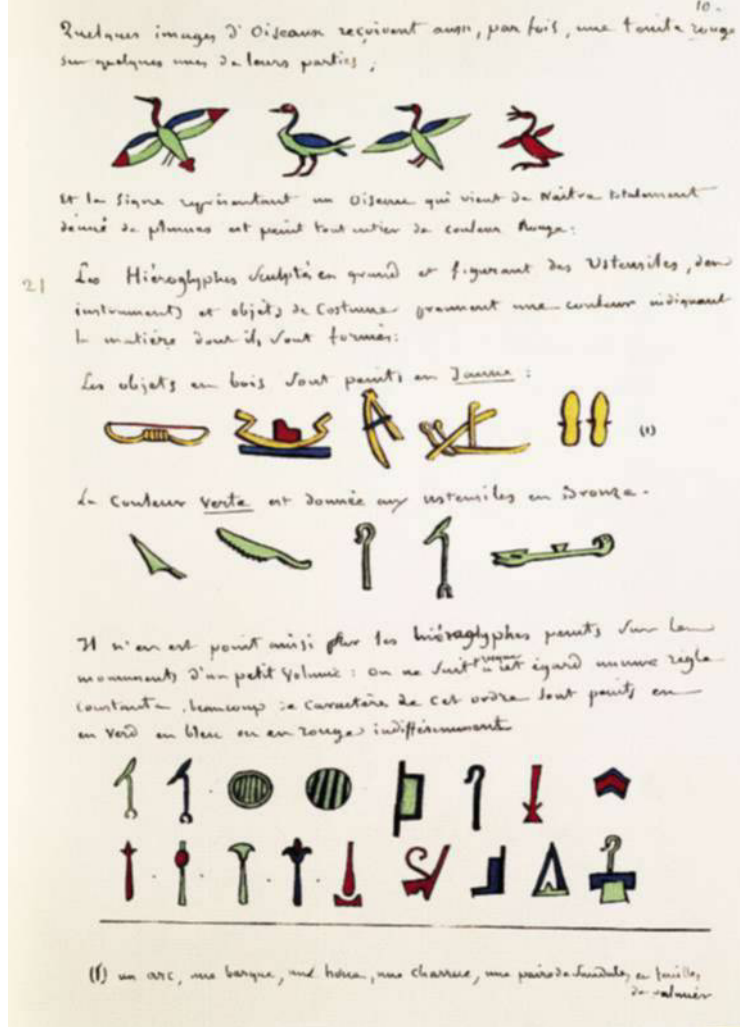 10.
Quelques images d'Oiseaux reçoivent aussi, par fois, une teinte rouge
sur quelques unes de leurs parties;
Et le signe représentant un Oiseau qui vient de Naître totalement
dénué de plumes est peint tout entier de couleur Rouge:
21 Les Hiéroglyphes sculptés en grand et figurant des Ustensiles, des
instruments et objets de Costume prennent une couleur indiquant
la matière dont ils sont formés:
Les objets en bois sont peints en Jaune:
(1)
La Couleur Verte est donnée aux ustensiles en Bronze.
Il n'en est point ainsi pour les hiéroglyphes peints sur les
monuments d'un petit Volume: on ne suit à cet égard aucune règle
constante, beaucoup de caractères de cet ordre sont peints en
en Verd en bleu ou en rouge indifféremment
(1) un arc, une barque, une houe, une charrue, une paire de Sandales en feuilles
de palmier